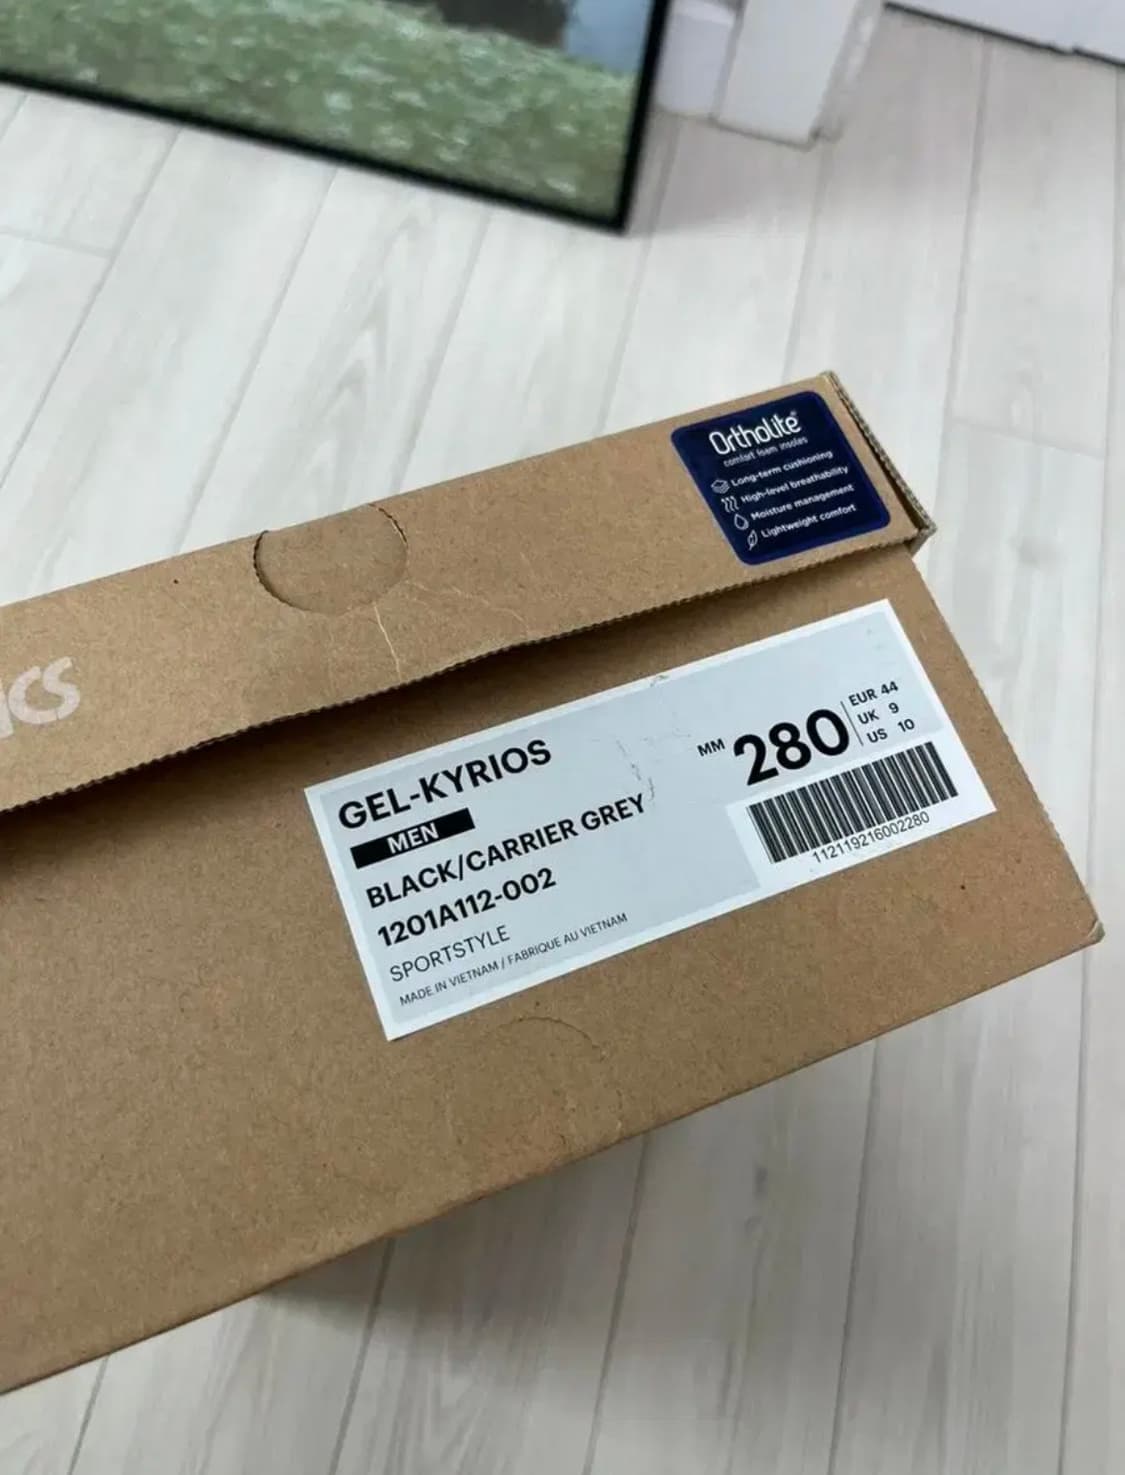 OrthoLite®
comfort foam insoles
Long-term cushioning
High-level breathability
Moisture management
Lightweight comfort
GEL-KYRIOS
MEN
BLACK/CARRIER GREY
1201A112-002
SPORTSTYLE
MADE IN VIETNAM / FABRIQUE AU VIETNAM
MM 280
EUR 44
UK 9
US 10
112119216002280